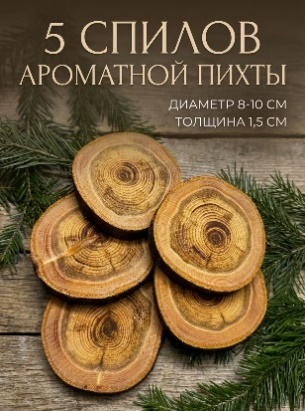 5 СПИЛОВ
АРОМАТНОЙ ПИХТЫ
ДИАМЕТР 8-10 СМ
ТОЛЩИНА 1,5 СМ